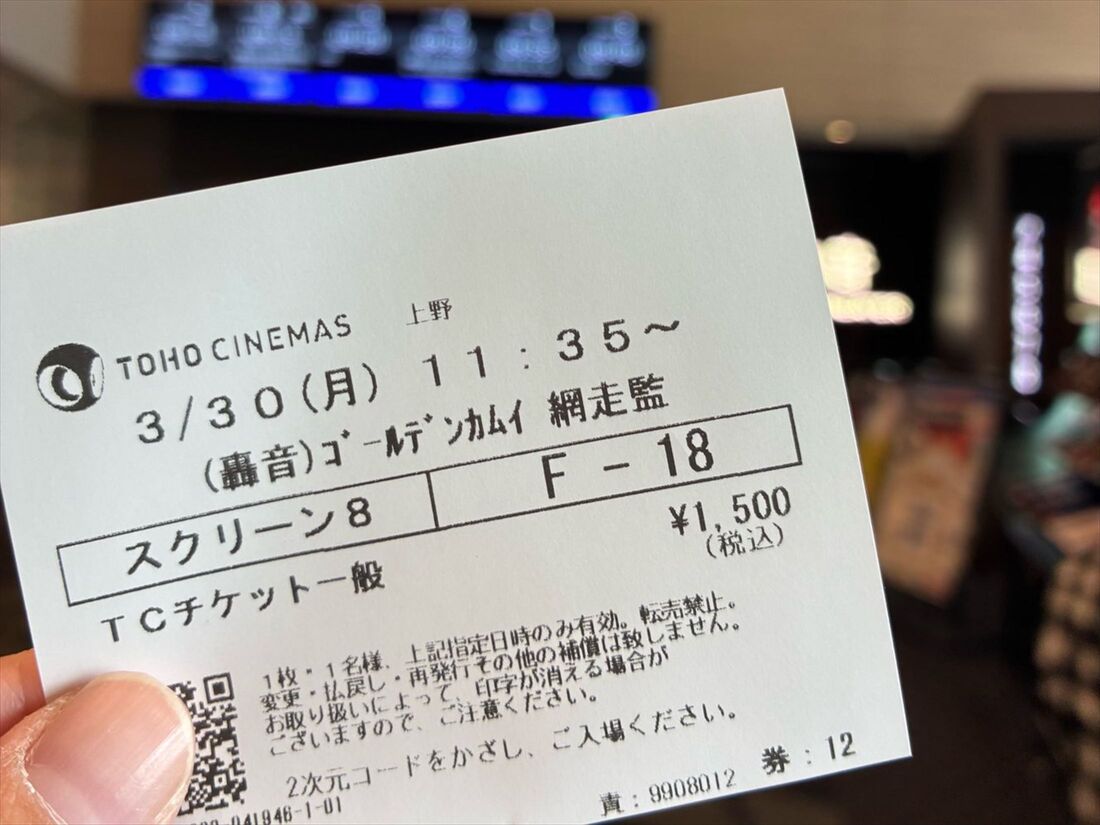 TOHO CINEMAS 上野
3/30(月) 11:35～
(轟音)ｺﾞｰﾙﾃﾞﾝｶﾑｲ 網走監
スクリーン8 F-18
¥1,500
(税込)
TCチケット一般
1枚・1名様、上記指定日時のみ有効。転売禁止。
変更・払戻し・再発行その他の補償は致しません。
お取り扱いによって、印字が消える場合が
ございますので、ご注意ください。
2次元コードをかざし、ご入場ください。
-041946-1-01 責:9908012 券:12